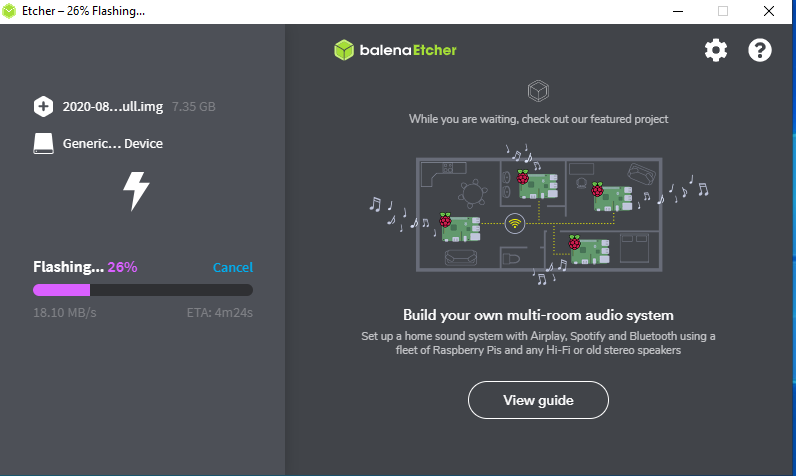 Etcher – 26% Flashing...
balenaEtcher
2020-08...ull.img 7.35 GB
Generic... Device
Flashing... 26% Cancel
18.10 MB/s ETA: 4m24s
While you are waiting, check out our featured project
Build your own multi-room audio system
Set up a home sound system with Airplay, Spotify and Bluetooth using a
fleet of Raspberry Pis and any Hi-Fi or old stereo speakers
View guide